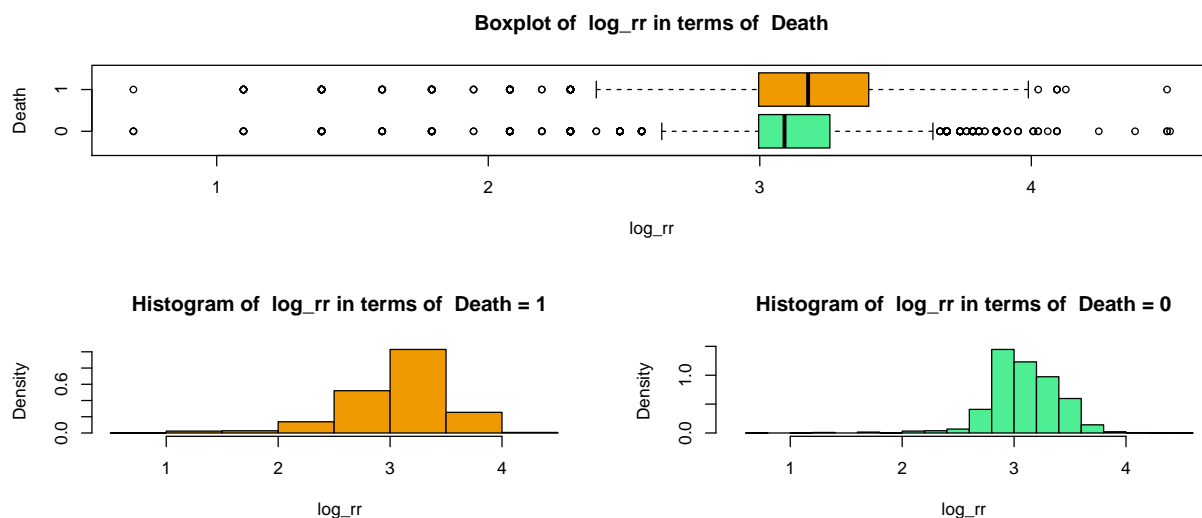 Boxplot of log_rr in terms of Death
Death
1
0
1 2 3 4
log_rr
Histogram of log_rr in terms of Death = 1
Density
0.6
0.0
1 2 3 4
log_rr
Histogram of log_rr in terms of Death = 0
Density
1.0
0.0
1 2 3 4
log_rr